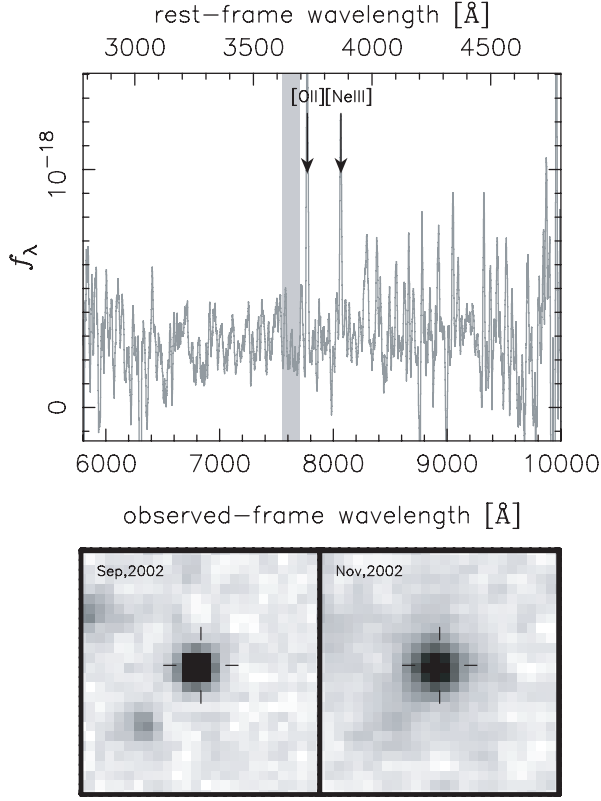 rest-frame wavelength [Å]
3000 3500 4000 4500
[OII][NeIII]
10⁻¹⁸
fλ
0
6000 7000 8000 9000 10000
observed-frame wavelength [Å]
Sep,2002 Nov,2002